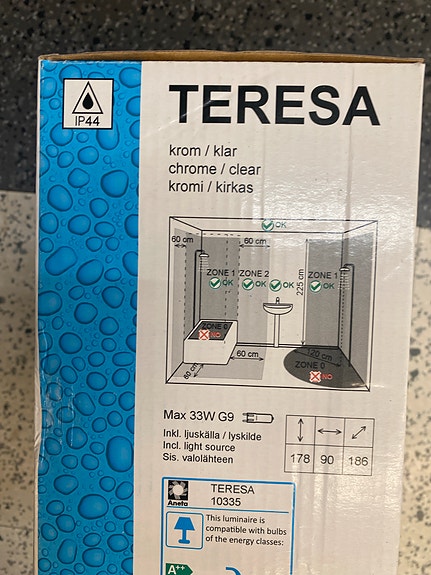 IP44
TERESA
krom / klar
chrome / clear
kromi / kirkas
OK
60 cm
60 cm
ZONE 1
OK
ZONE 2
OK
OK
225 cm
ZONE 1
OK
ZONE 0
NO
60 cm
60 cm
120 cm
ZONE 0
NO
Max 33W G9
Inkl. ljuskälla / lyskilde
Incl. light source
Sis. valolähteen
178 90 186
Aneta
TERESA
10335
This luminaire is
compatible with bulbs
of the energy classes:
A++